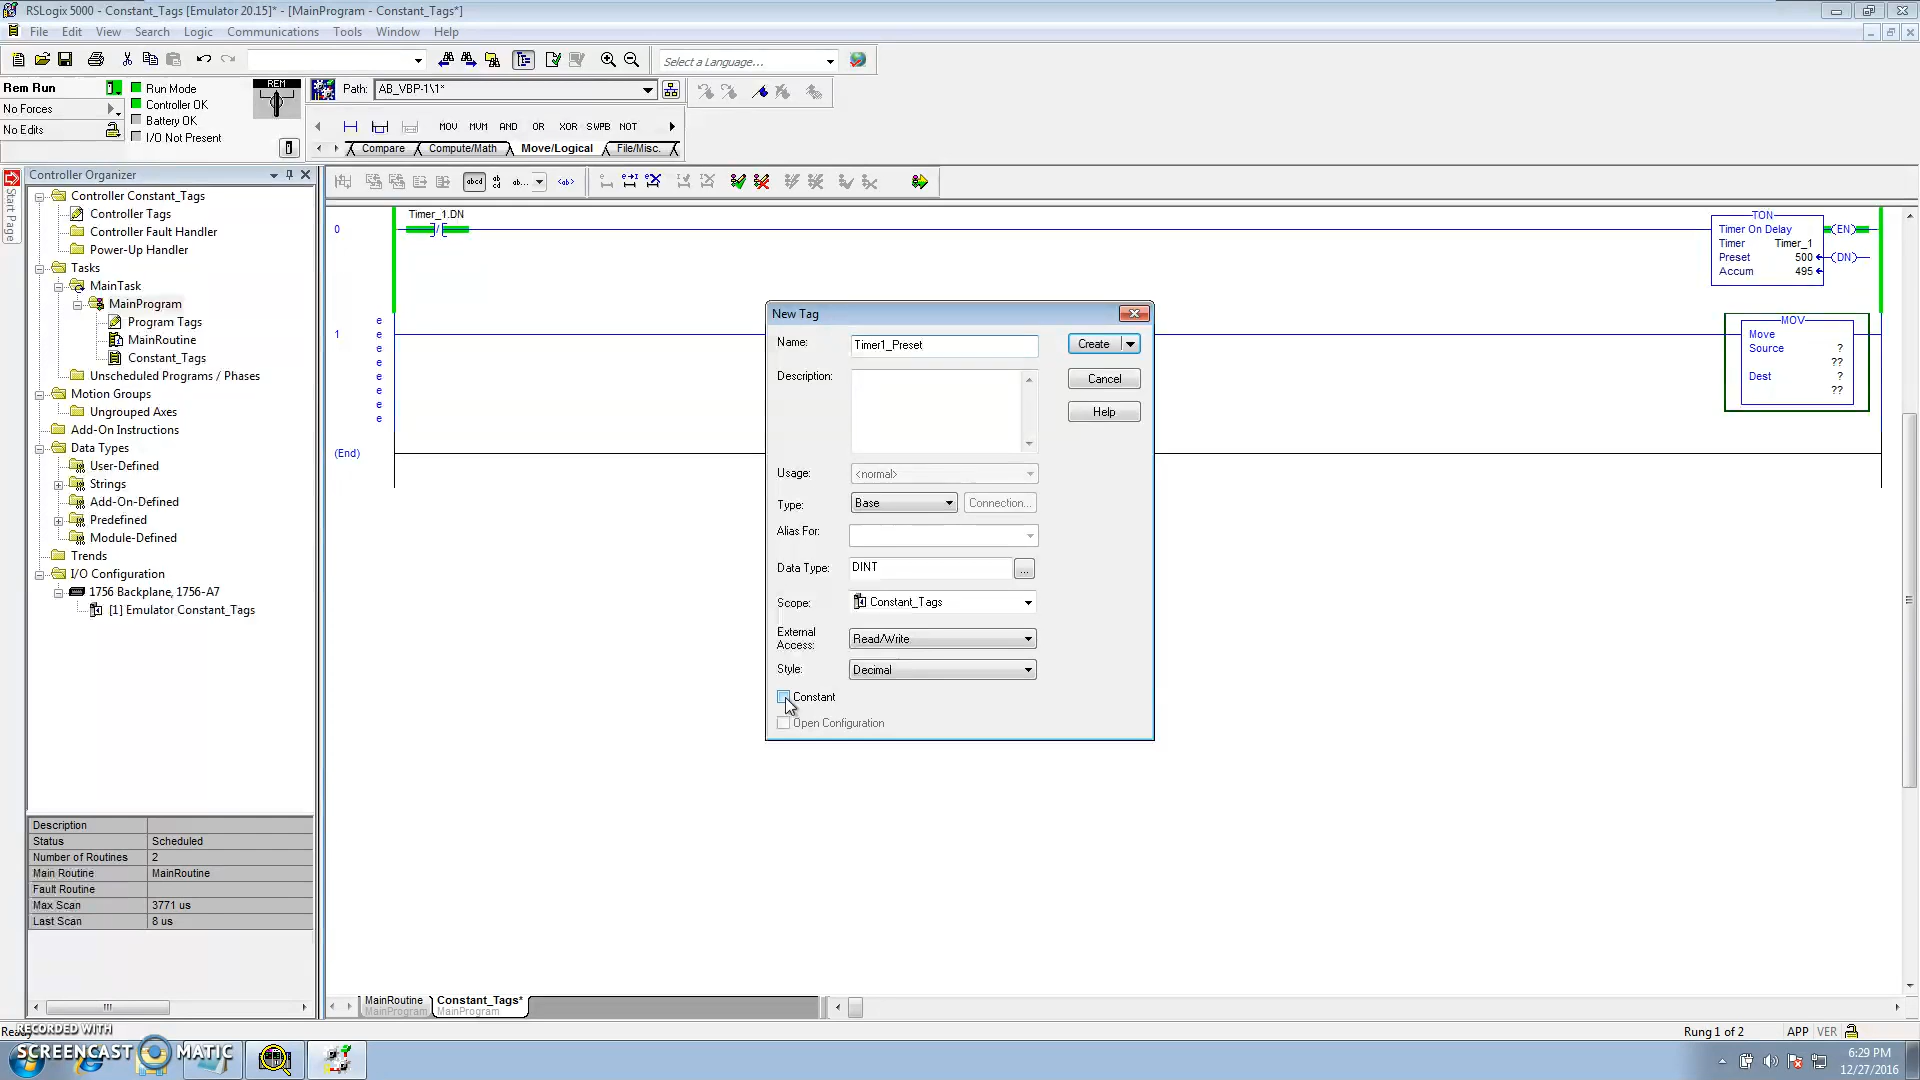 RSLogix 5000 - Constant_Tags [Emulator 20.15]* - [MainProgram - Constant_Tags*]
File Edit View Search Logic Communications Tools Window Help
Select a Language...
Rem Run
No Forces
No Edits
Run Mode
Controller OK
Battery OK
I/O Not Present
REM
Path: AB_VBP-1\1*
MOV MVM AND OR XOR SWPB NOT
Compare Compute/Math Move/Logical File/Misc.
Start Page
Controller Organizer
Controller Constant_Tags
Controller Tags
Controller Fault Handler
Power-Up Handler
Tasks
MainTask
MainProgram
Program Tags
MainRoutine
Constant_Tags
Unscheduled Programs / Phases
Motion Groups
Ungrouped Axes
Add-On Instructions
Data Types
User-Defined
Strings
Add-On-Defined
Predefined
Module-Defined
Trends
I/O Configuration
1756 Backplane, 1756-A7
[1] Emulator Constant_Tags
Description
Status Scheduled
Number of Routines 2
Main Routine MainRoutine
Fault Routine
Max Scan 3771 us
Last Scan 8 us
abcd ab cd ab... <ab>
0
Timer_1.DN
TON
Timer On Delay
Timer Timer_1
Preset 500
Accum 495
(EN)
(DN)
1
e
e
e
e
e
e
e
e
MOV
Move
Source ?
??
Dest ?
??
(End)
New Tag
Name: Timer1_Preset
Description:
Usage: <normal>
Type: Base Connection...
Alias For:
Data Type: DINT ...
Scope: Constant_Tags
External Access: Read/Write
Style: Decimal
Constant
Open Configuration
Create
Cancel
Help
MainRoutine
MainProgram
Constant_Tags*
MainProgram
Ready
Rung 1 of 2 APP VER
RECORDED WITH
SCREENCAST MATIC
6:29 PM
12/27/2016